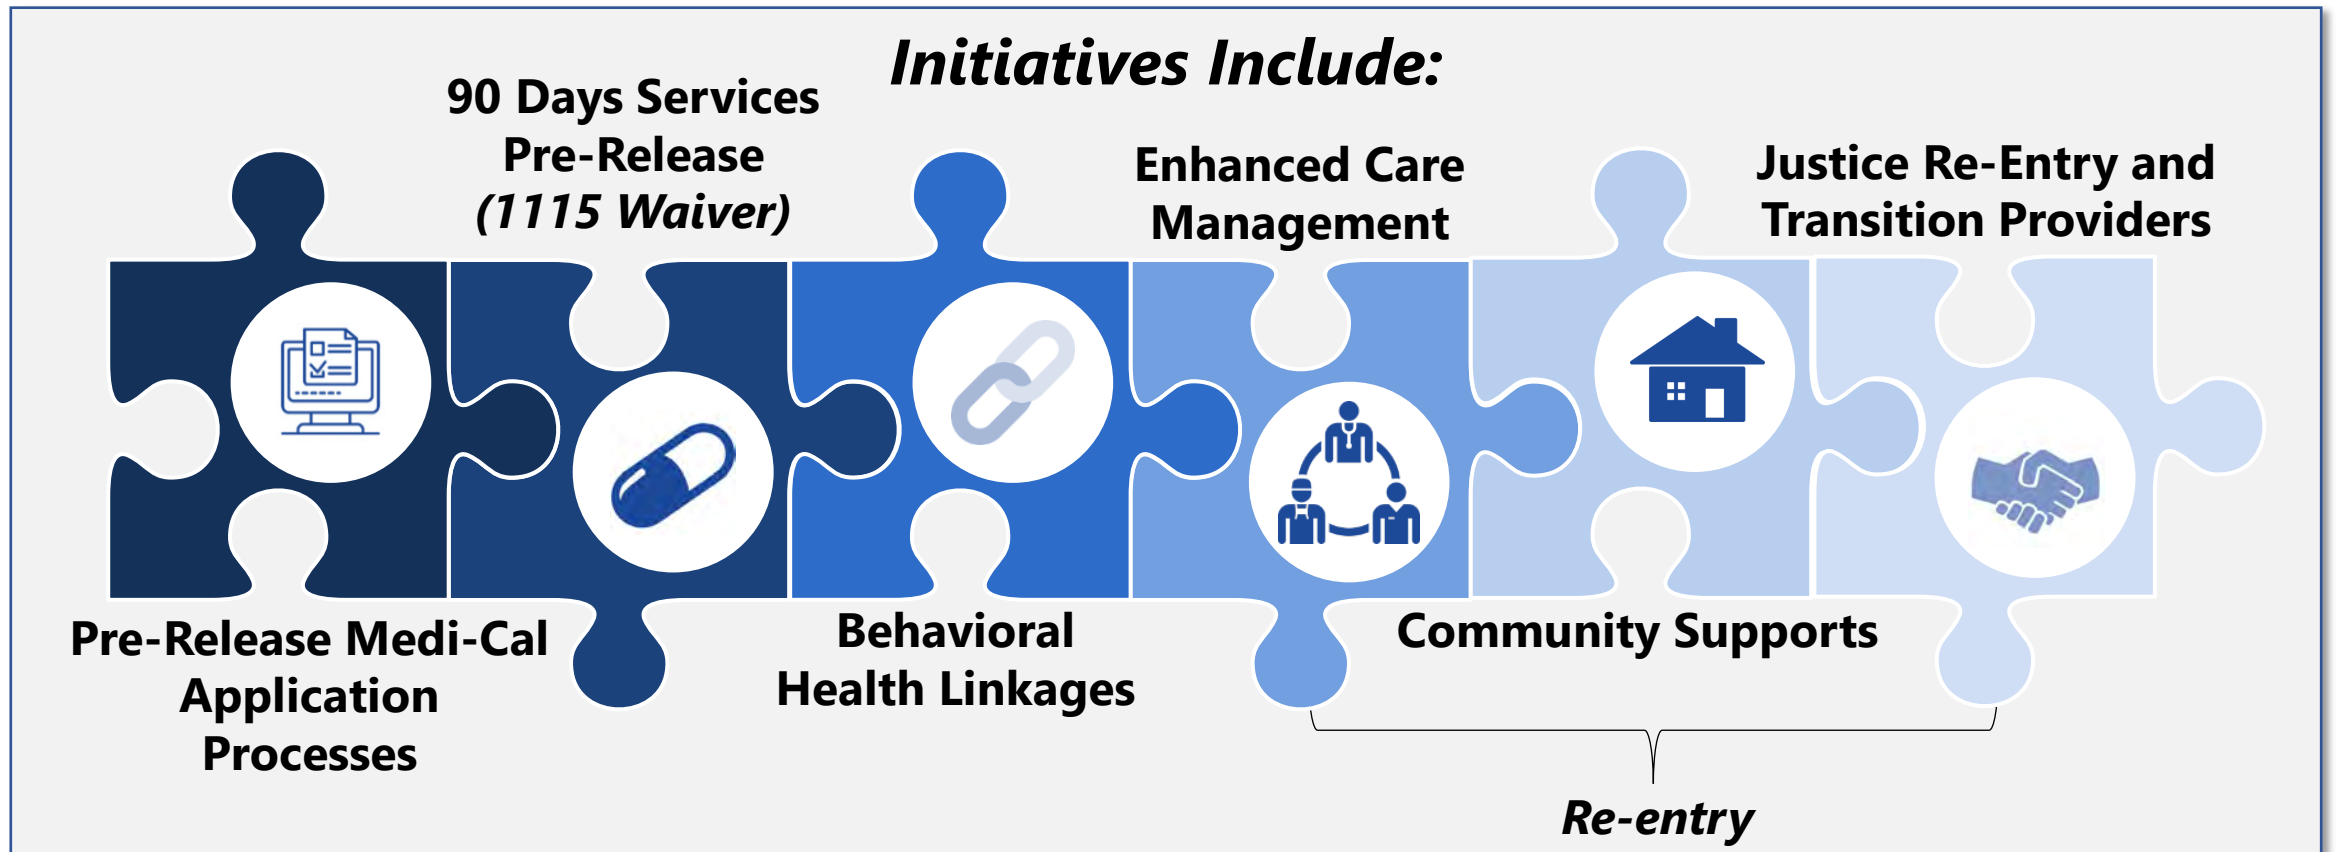 Initiatives Include:
90 Days Services
Pre-Release
(1115 Waiver)
Enhanced Care
Management
Justice Re-Entry and
Transition Providers
Pre-Release Medi-Cal
Application
Processes
Behavioral
Health Linkages
Community Supports
Re-entry